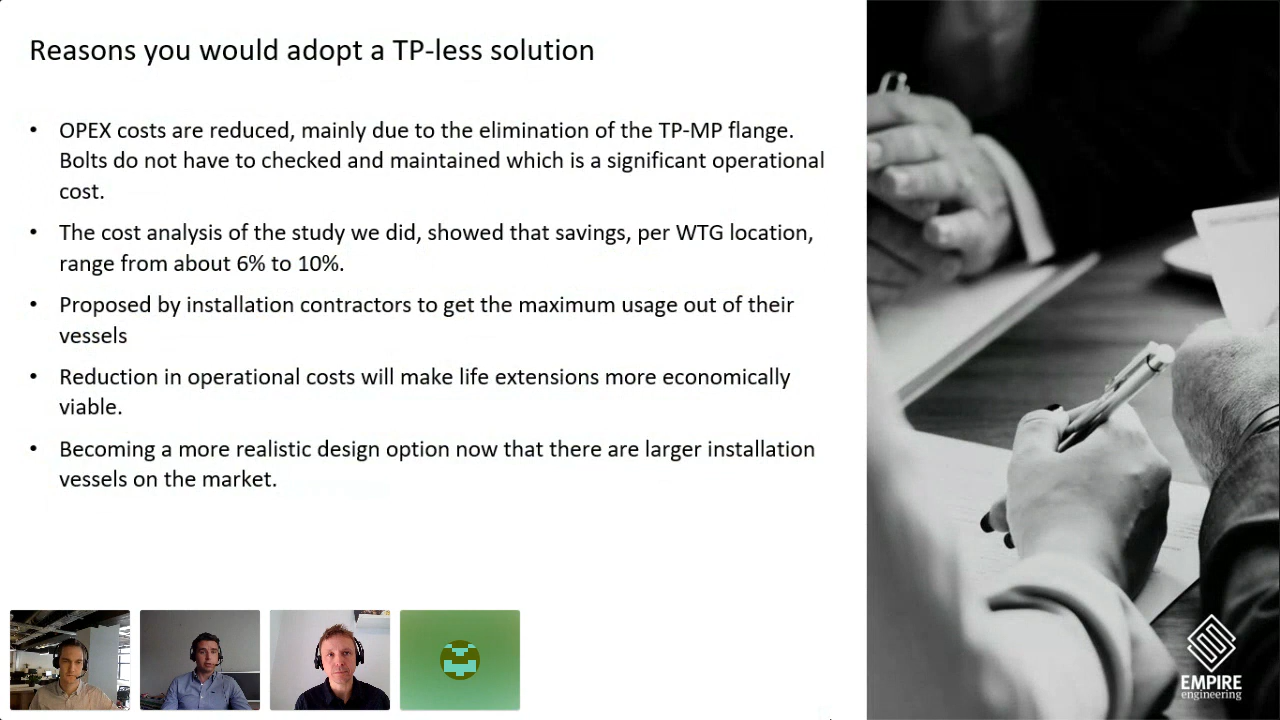 Reasons you would adopt a TP-less solution
• OPEX costs are reduced, mainly due to the elimination of the TP-MP flange.
Bolts do not have to checked and maintained which is a significant operational
cost.
• The cost analysis of the study we did, showed that savings, per WTG location,
range from about 6% to 10%.
• Proposed by installation contractors to get the maximum usage out of their
vessels
• Reduction in operational costs will make life extensions more economically
viable.
• Becoming a more realistic design option now that there are larger installation
vessels on the market.
EMPIRE
engineering